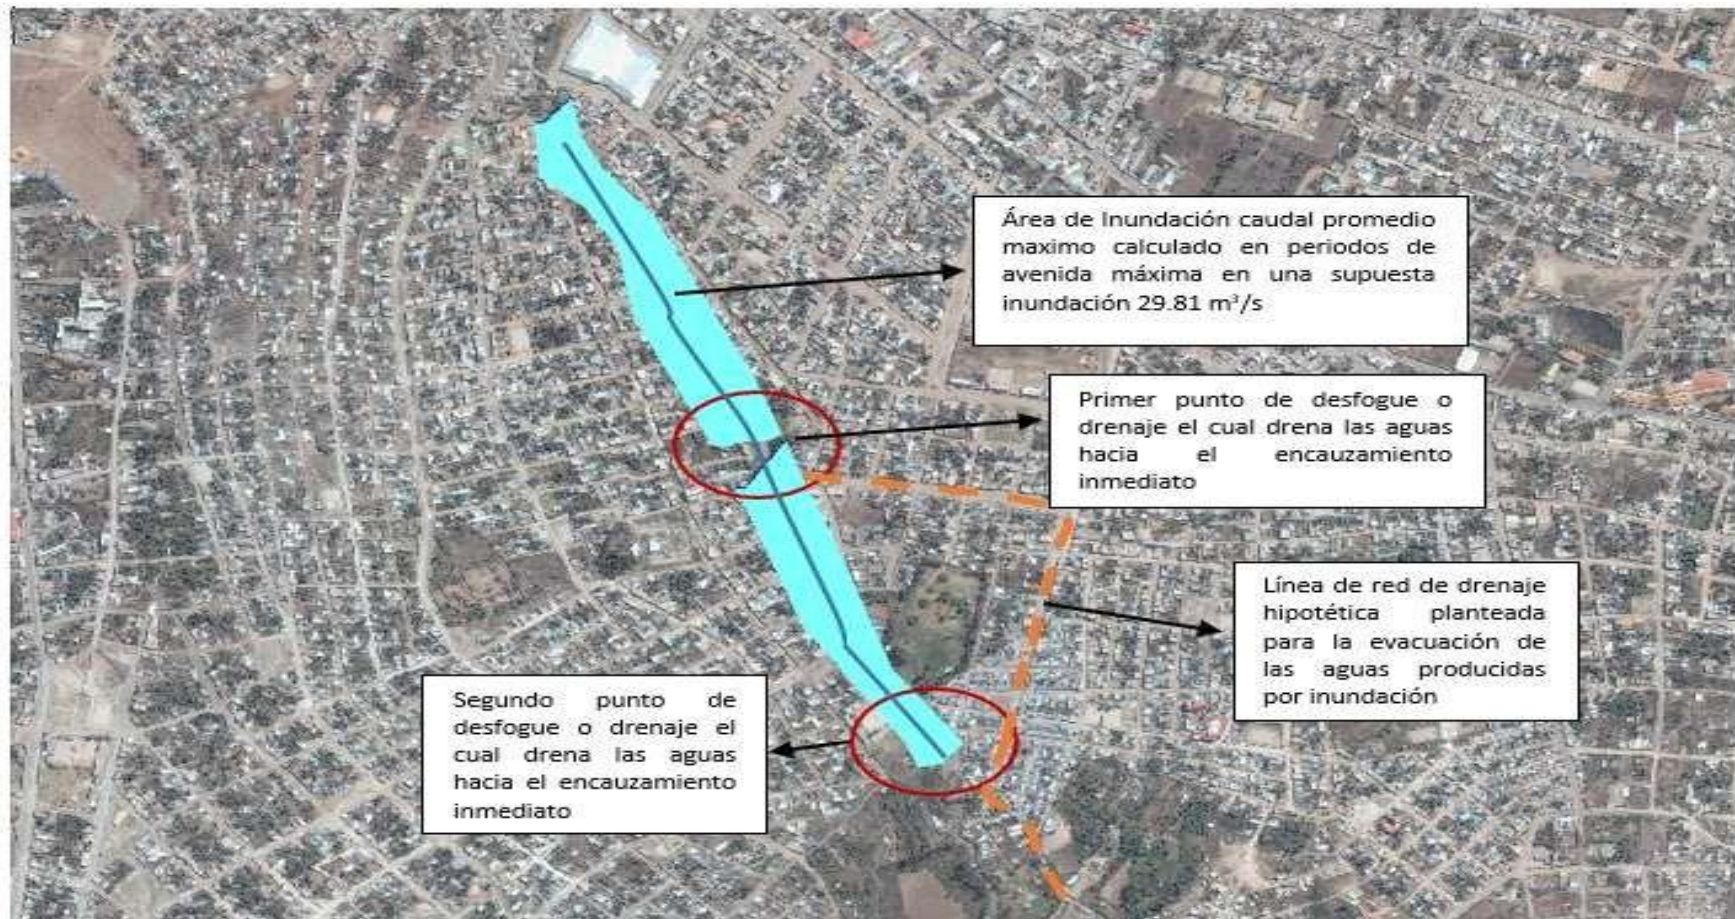 Área de Inundación caudal promedio
maximo calculado en periodos de
avenida máxima en una supuesta
inundación 29.81 m³/s
Primer punto de desfogue o
drenaje el cual drena las aguas
hacia el encauzamiento
inmediato
Línea de red de drenaje
hipotética planteada
para la evacuación de
las aguas producidas
por inundación
Segundo punto de
desfogue o drenaje el
cual drena las aguas
hacia el encauzamiento
inmediato